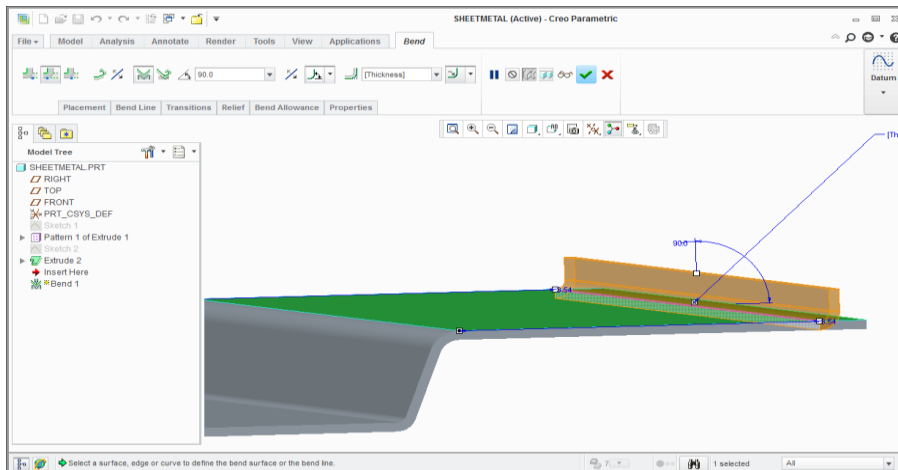 SHEETMETAL (Active) - Creo Parametric
File Model Analysis Annotate Render Tools View Applications Bend
90.0 [Thickness]
Datum
Placement Bend Line Transitions Relief Bend Allowance Properties
Model Tree
SHEETMETAL.PRT
RIGHT
TOP
FRONT
PRT_CSYS_DEF
Sketch 1
Pattern 1 of Extrude 1
Sketch 2
Extrude 2
Insert Here
Bend 1
[Th
90.0
Select a surface, edge or curve to define the bend surface or the bend line.
7
1 selected
All